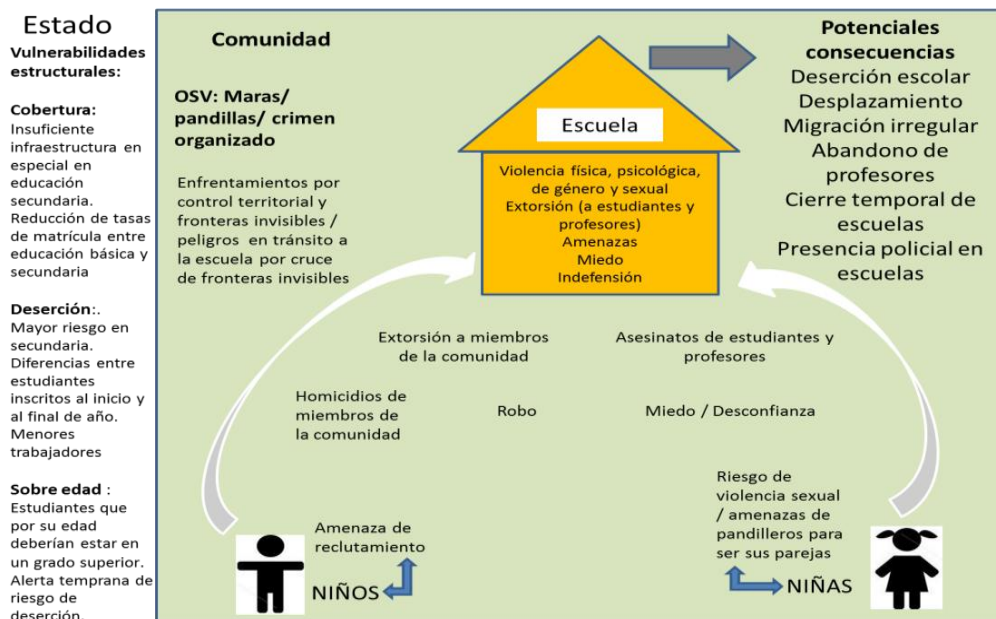 Estado
Vulnerabilidades
estructurales:
Cobertura:
Insuficiente
infraestructura en
especial en
educación
secundaria.
Reducción de tasas
de matrícula entre
educación básica y
secundaria
Deserción:.
Mayor riesgo en
secundaria.
Diferencias entre
estudiantes
inscritos al inicio y
al final de año.
Menores
trabajadores
Sobre edad :
Estudiantes que
por su edad
deberían estar en
un grado superior.
Alerta temprana de
riesgo de
deserción.
Comunidad
OSV: Maras/
pandillas/ crimen
organizado
Enfrentamientos por
control territorial y
fronteras invisibles /
peligros en tránsito a
la escuela por cruce
de fronteras invisibles
Escuela
Violencia física, psicológica,
de género y sexual
Extorsión (a estudiantes y
profesores)
Amenazas
Miedo
Indefensión
Potenciales
consecuencias
Deserción escolar
Desplazamiento
Migración irregular
Abandono de
profesores
Cierre temporal de
escuelas
Presencia policial en
escuelas
Extorsión a miembros
de la comunidad
Asesinatos de estudiantes y
profesores
Homicidios de
miembros de
la comunidad
Robo
Miedo / Desconfianza
Amenaza de
reclutamiento
NIÑOS
Riesgo de
violencia sexual
/ amenazas de
pandilleros para
ser sus parejas
NIÑAS